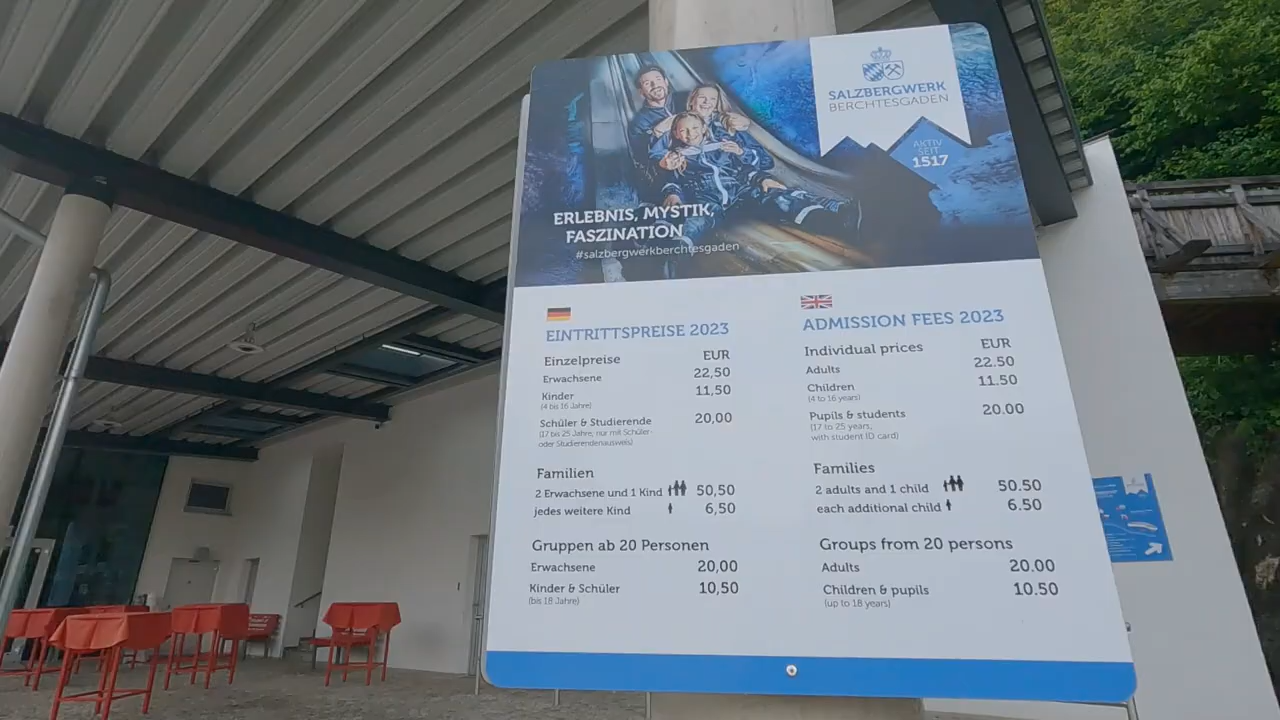 SALZBERGWERK
BERCHTESGADEN
AKTIV
SEIT
1517
ERLEBNIS, MYSTIK,
FASZINATION
#salzbergwerkberchtesgaden
EINTRITTSPREISE 2023
Einzelpreise EUR
Erwachsene 22,50
Kinder 11,50
(4 bis 16 Jahre)
Schüler & Studierende 20,00
(17 bis 25 Jahre, nur mit Schüler-
oder Studierendenausweis)
Familien
2 Erwachsene und 1 Kind 50,50
jedes weitere Kind 6,50
Gruppen ab 20 Personen
Erwachsene 20,00
Kinder & Schüler 10,50
(bis 18 Jahre)
ADMISSION FEES 2023
Individual prices EUR
Adults 22.50
Children 11.50
(4 to 16 years)
Pupils & students 20.00
(17 to 25 years,
with student ID card)
Families
2 adults and 1 child 50.50
each additional child 6.50
Groups from 20 persons
Adults 20.00
Children & pupils 10.50
(up to 18 years)